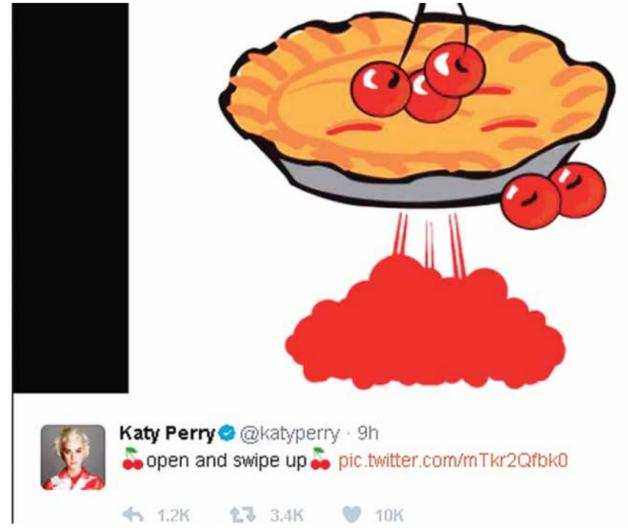 Katy Perry @katyperry · 9h
🍒open and swipe up🍒 pic.twitter.com/mTkr2Qfbk0
1.2K 3.4K 10K